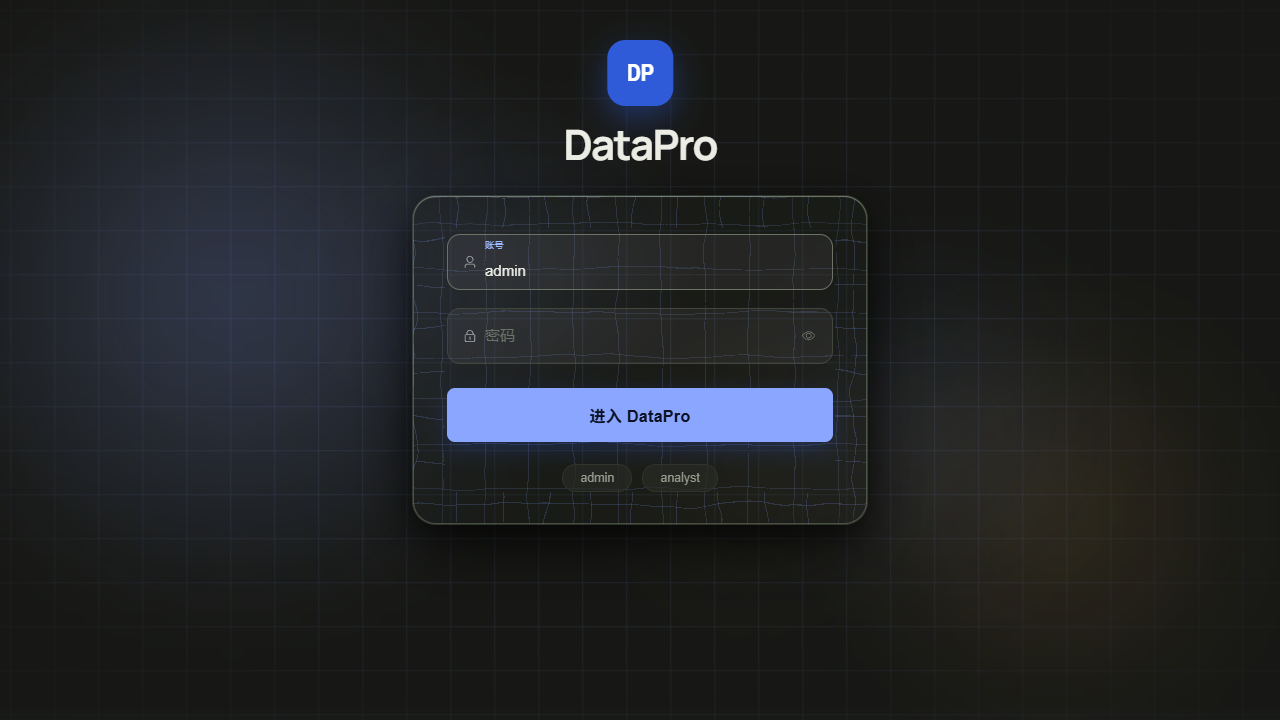 DP
DataPro
账号
admin
密码
进入 DataPro
admin
analyst